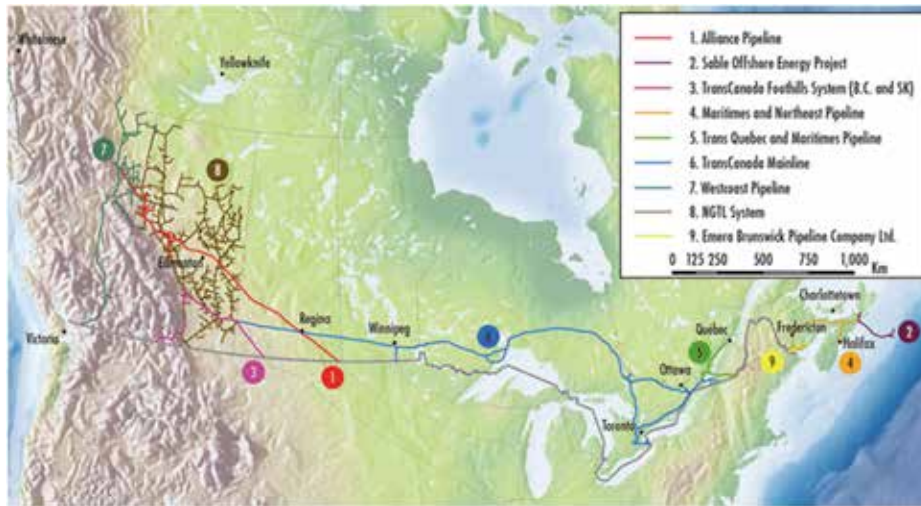 Whitehorse
Yellowknife
1. Alliance Pipeline
2. Sable Offshore Energy Project
3. TransCanada Foothills System (B.C. and SK)
4. Maritimes and Northeast Pipeline
5. Trans Quebec and Maritimes Pipeline
6. TransCanada Mainline
7. Westcoast Pipeline
8. NGTL System
9. Emera Brunswick Pipeline Company Ltd.
0 125 250 500 750 1,000
Km
7
8
Edmonton
Victoria
Regina
Winnipeg
6
3
1
Ottawa
Toronto
5
Quebec
Charlottetown
Fredericton
Halifax
9
4
2